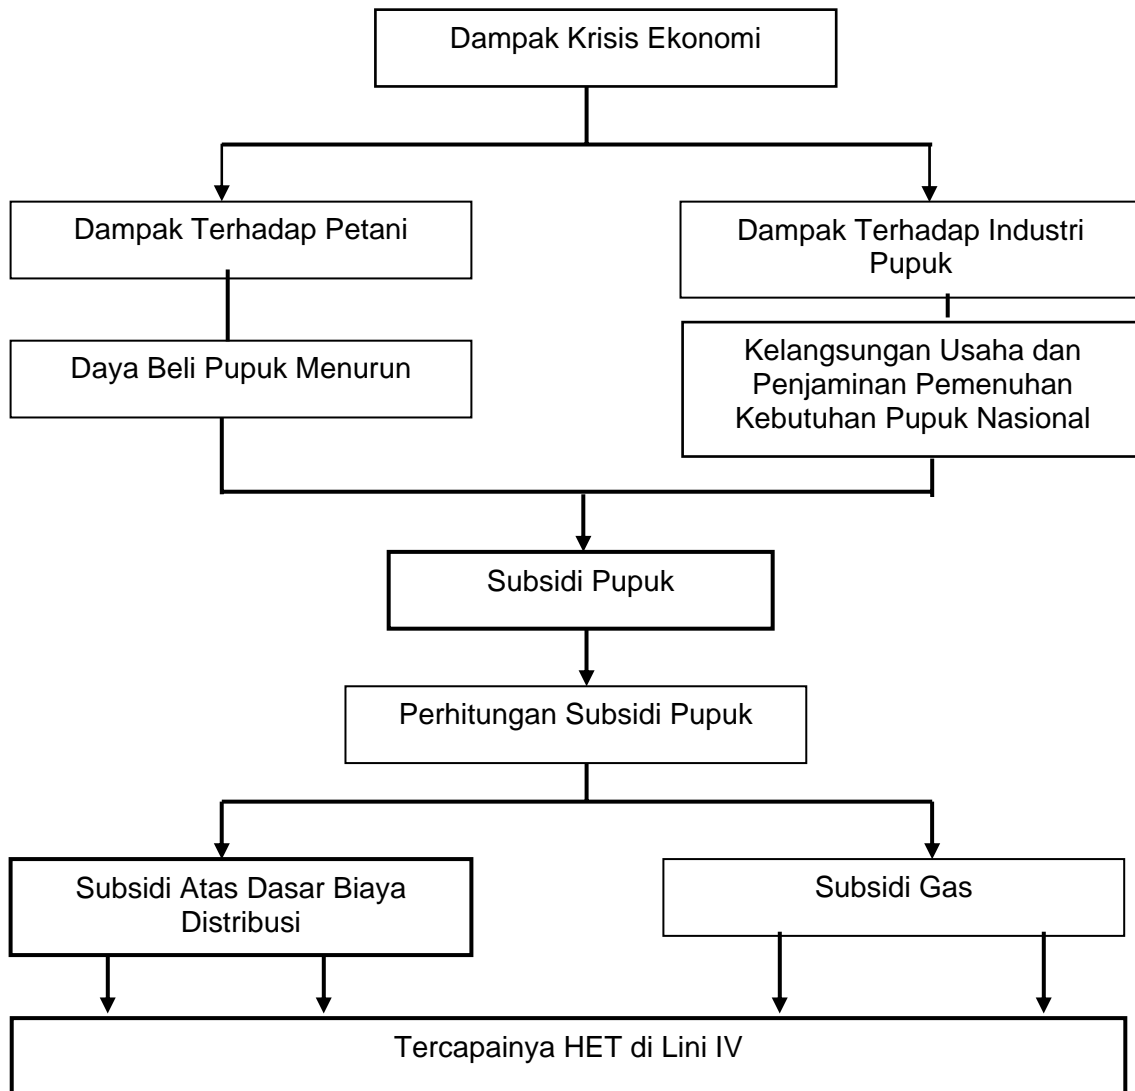 Dampak Krisis Ekonomi
Dampak Terhadap Petani
Dampak Terhadap Industri
Pupuk
Daya Beli Pupuk Menurun
Kelangsungan Usaha dan
Penjaminan Pemenuhan
Kebutuhan Pupuk Nasional
Subsidi Pupuk
Perhitungan Subsidi Pupuk
Subsidi Atas Dasar Biaya
Distribusi
Subsidi Gas
Tercapainya HET di Lini IV